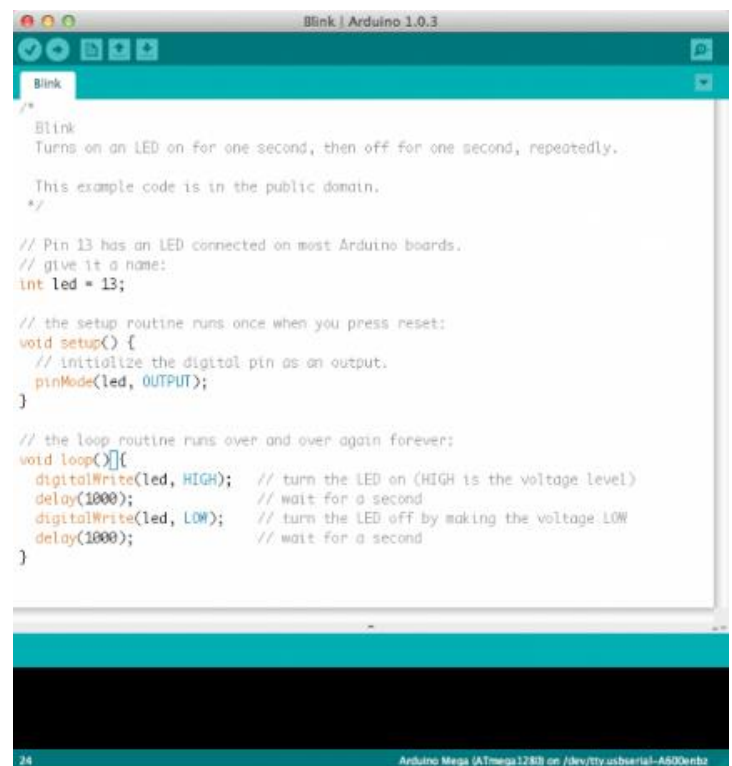 Blink | Arduino 1.0.3
Blink
/*
  Blink
  Turns on an LED on for one second, then off for one second, repeatedly.

  This example code is in the public domain.
 */

// Pin 13 has an LED connected on most Arduino boards.
// give it a name:
int led = 13;

// the setup routine runs once when you press reset:
void setup() {
  // initialize the digital pin as an output.
  pinMode(led, OUTPUT);
}

// the loop routine runs over and over again forever:
void loop() {
  digitalWrite(led, HIGH);   // turn the LED on (HIGH is the voltage level)
  delay(1000);               // wait for a second
  digitalWrite(led, LOW);    // turn the LED off by making the voltage LOW
  delay(1000);               // wait for a second
}
24 Arduino Mega (ATmega1280) on /dev/tty.usbserial-A600enbz